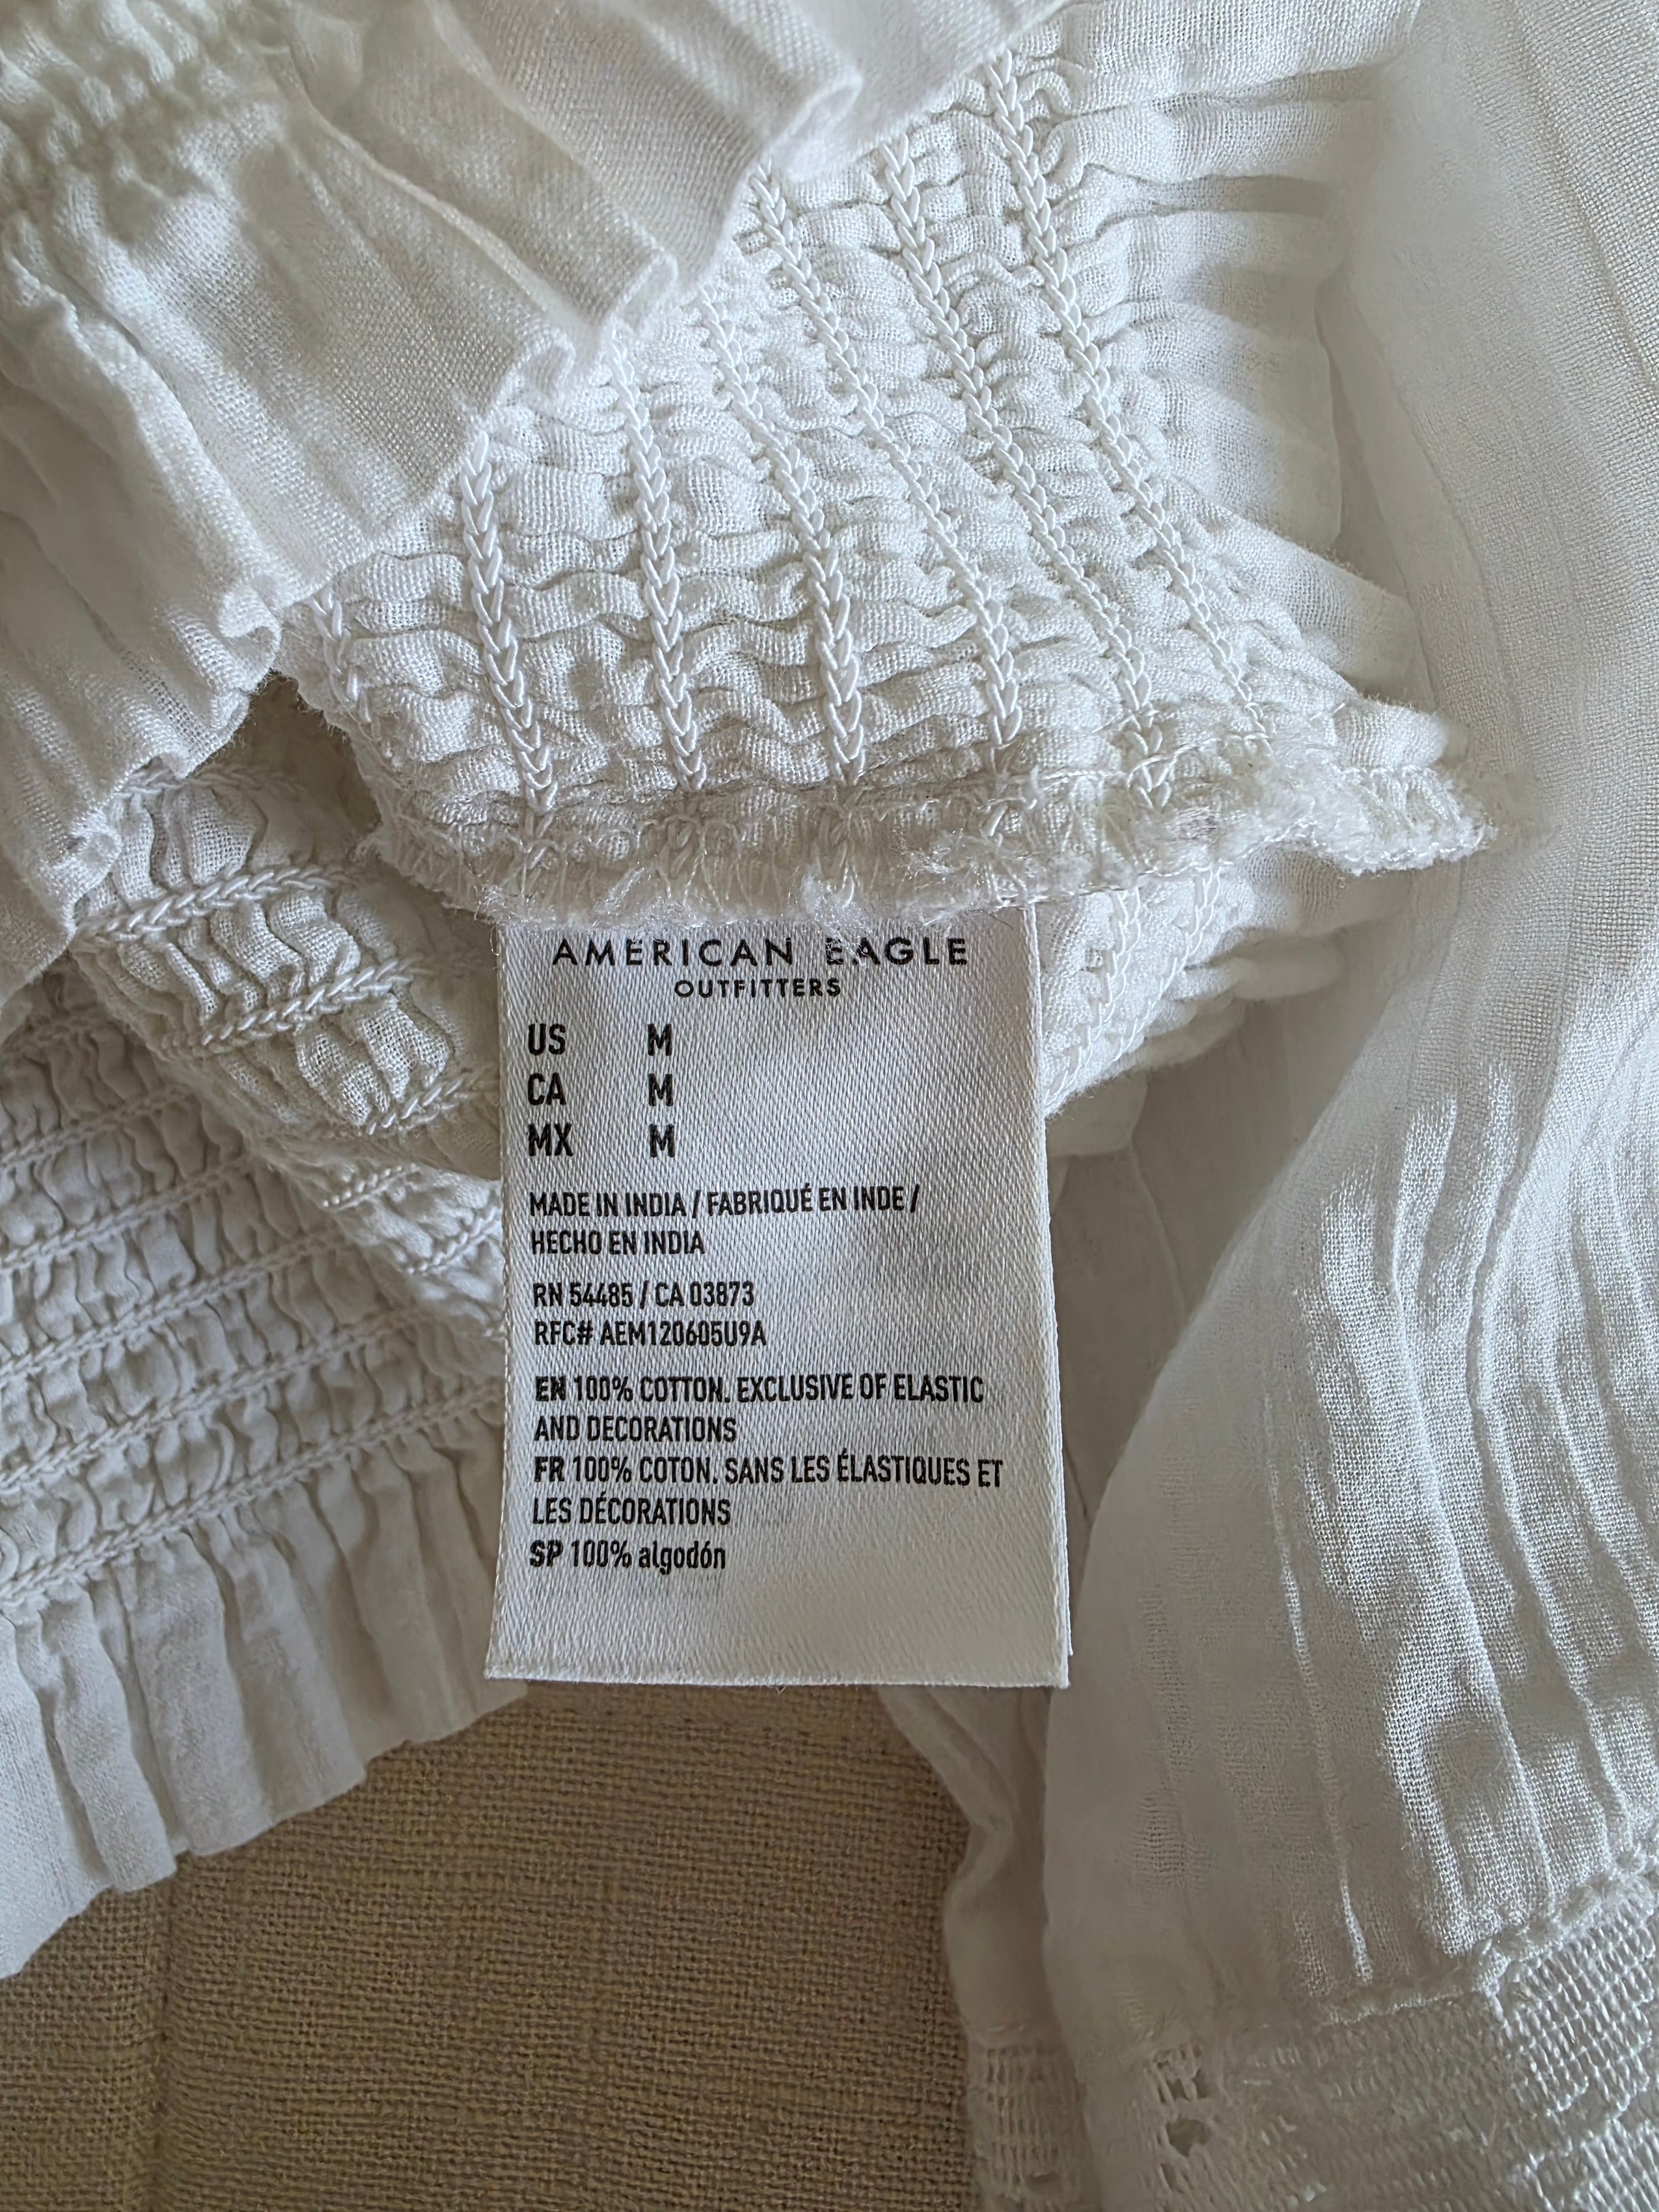 AMERICAN EAGLE
OUTFITTERS
US M
CA M
MX M
MADE IN INDIA / FABRIQUÉ EN INDE /
HECHO EN INDIA
RN 54485 / CA 03873
RFC# AEM120605U9A
EN 100% COTTON. EXCLUSIVE OF ELASTIC
AND DECORATIONS
FR 100% COTON. SANS LES ÉLASTIQUES ET
LES DÉCORATIONS
SP 100% algodón